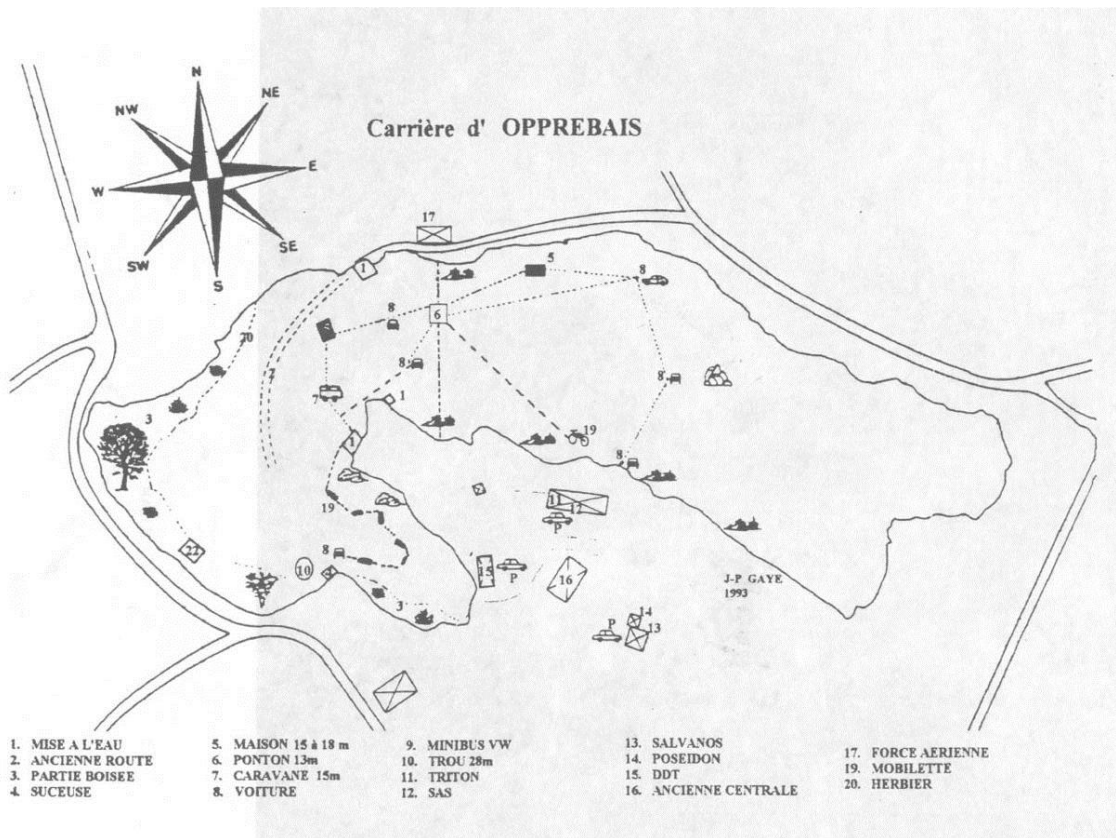 N
NW
NE
W
E
SW
SE
S
Carrière d' OPPREBAIS
17
1
5
8
8
6
20
2
8
8
7
1
3
1
19
8
11
12
P
19
22
8
10
4
15
P
16
3
J-P GAYE
1993
14
P
13
1. MISE A L'EAU
2. ANCIENNE ROUTE
3. PARTIE BOISEE
4. SUCEUSE
5. MAISON 15 à 18 m
6. PONTON 13m
7. CARAVANE 15m
8. VOITURE
9. MINIBUS VW
10. TROU 28m
11. TRITON
12. SAS
13. SALVANOS
14. POSEIDON
15. DDT
16. ANCIENNE CENTRALE
17. FORCE AERIENNE
19. MOBILETTE
20. HERBIER